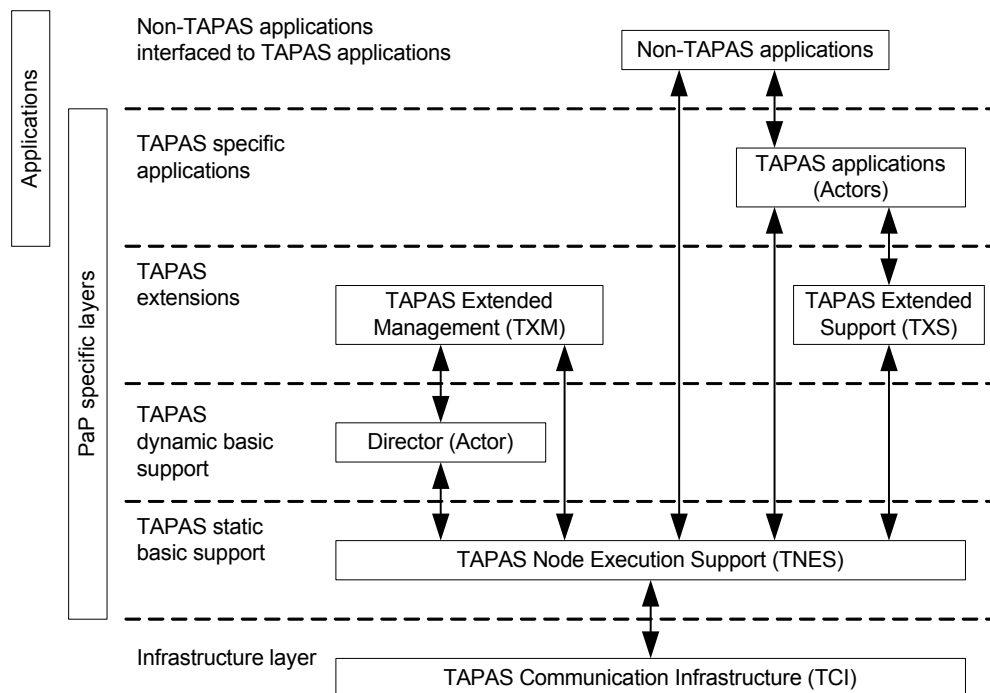 Applications
PaP specific layers
Non-TAPAS applications
interfaced to TAPAS applications
Non-TAPAS applications
TAPAS specific
applications
TAPAS applications
(Actors)
TAPAS
extensions
TAPAS Extended
Management (TXM)
TAPAS Extended
Support (TXS)
TAPAS
dynamic basic
support
Director (Actor)
TAPAS static
basic support
TAPAS Node Execution Support (TNES)
Infrastructure layer
TAPAS Communication Infrastructure (TCI)